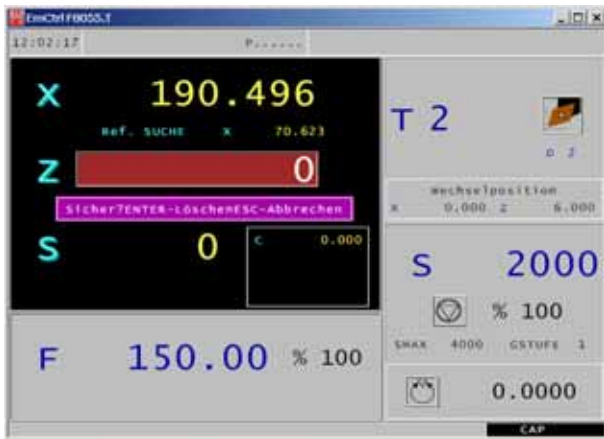 EmCtrl F8055.T
12:02:17 P......
X 190.496
Ref. SUCHE X 70.623
Z 0
Sicher?ENTER-LöschenESC-Abbrechen
S 0
C 0.000
F 150.00 % 100
T 2
D 2
Wechselposition
X 0.000 Z 6.000
S 2000
% 100
SMAX 4000 GSTUFE 1
0.0000
CAP